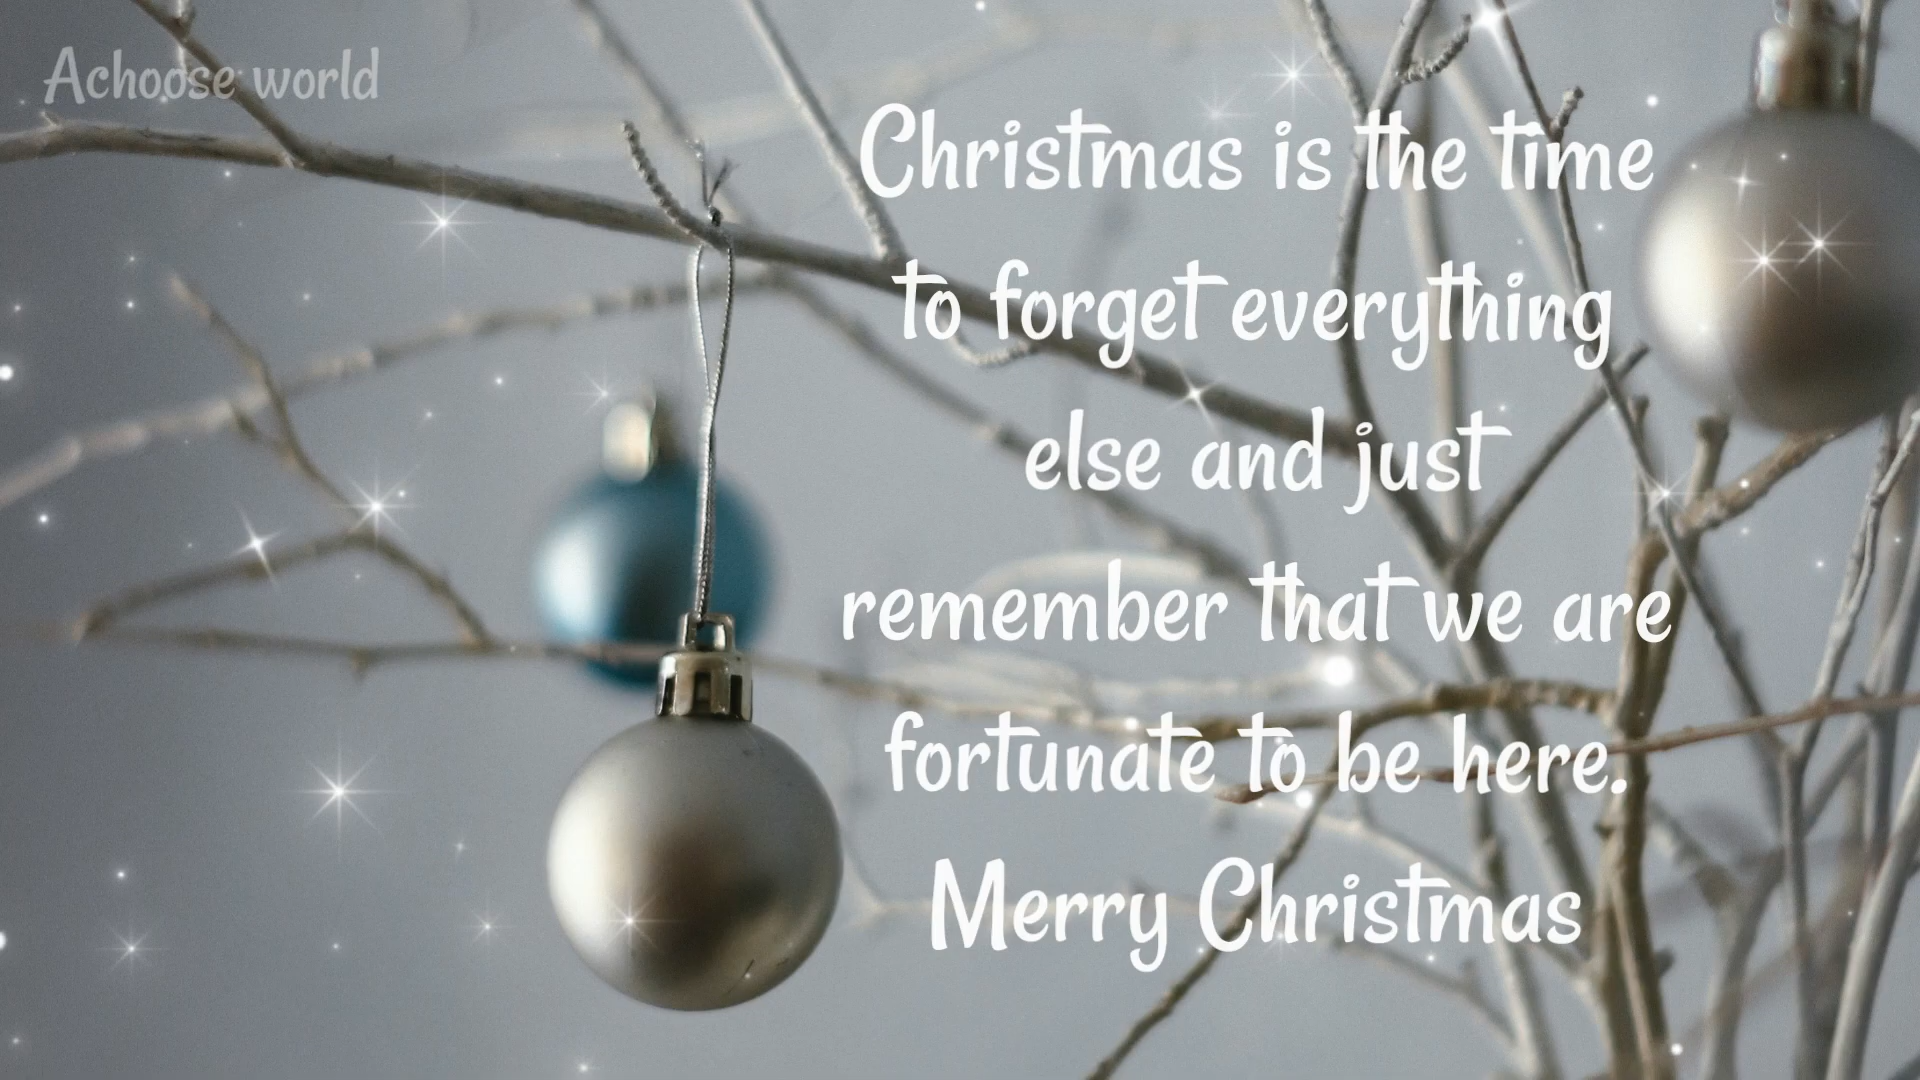 Achoose world
Christmas is the time
to forget everything
else and just
remember that we are
fortunate to be here.
Merry Christmas